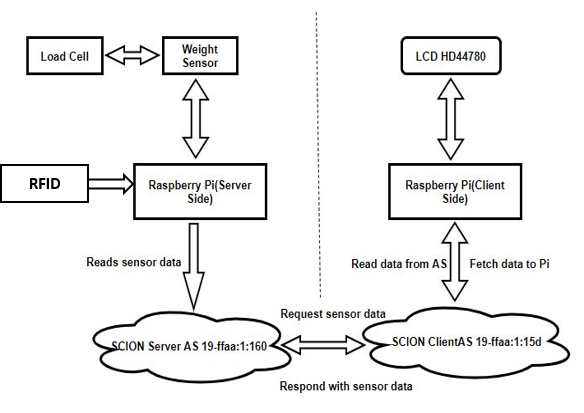 Load Cell
Weight
Sensor
LCD HD44780
RFID
Raspberry Pi(Server
Side)
Raspberry Pi(Client
Side)
Reads sensor data
Read data from AS
Fetch data to Pi
Request sensor data
SCION Server AS 19-ffaa:1:160
SCION ClientAS 19-ffaa:1:15d
Respond with sensor data